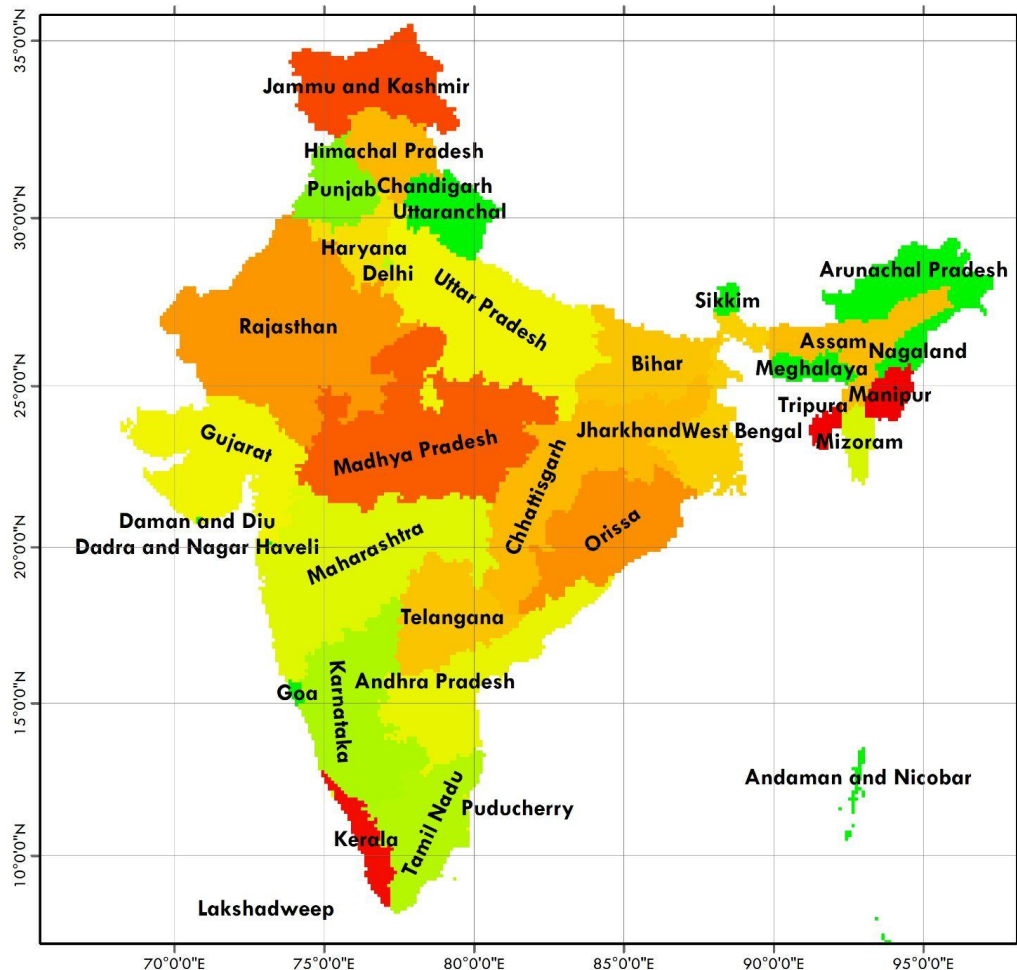 35°0'0"N
Jammu and Kashmir
Himachal Pradesh
Punjab
Chandigarh
30°0'0"N
Uttaranchal
Haryana
Delhi
Uttar Pradesh
Sikkim
Arunachal Pradesh
Rajasthan
Assam
Nagaland
Bihar
Meghalaya
25°0'0"N
Manipur
Tripura
Gujarat
Madhya Pradesh
Jharkhand
West Bengal
Mizoram
Chhattisgarh
Daman and Diu
Orissa
Dadra and Nagar Haveli
20°0'0"N
Maharashtra
Telangana
Karnataka
Andhra Pradesh
Goa
15°0'0"N
Andaman and Nicobar
Tamil Nadu
Puducherry
Kerala
10°0'0"N
Lakshadweep
70°0'0"E
75°0'0"E
80°0'0"E
85°0'0"E
90°0'0"E
95°0'0"E